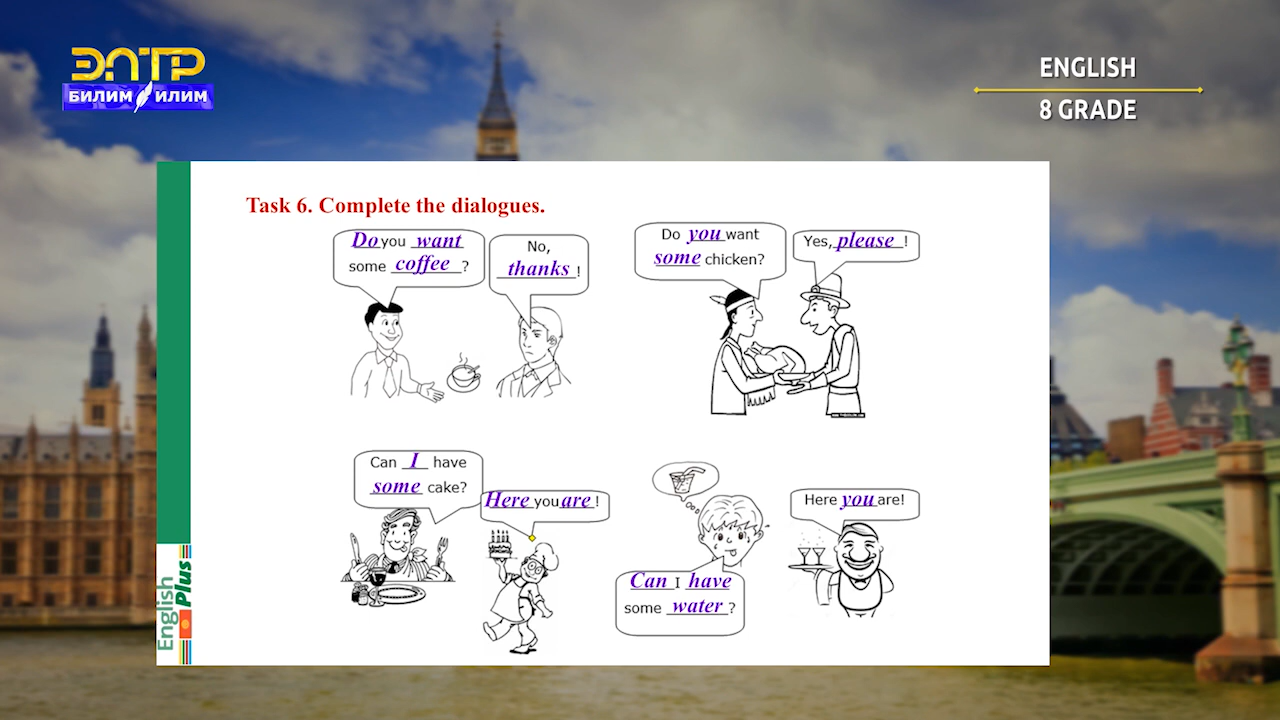 ЭЛТР
БИЛИМ ИЛИМ
ENGLISH
8 GRADE
Task 6. Complete the dialogues.
Do you want
some coffee?
No,
thanks!
Do you want
some chicken?
Yes, please!
Can I have
some cake?
Here you are!
Can I have
some water?
Here you are!
English
Plus